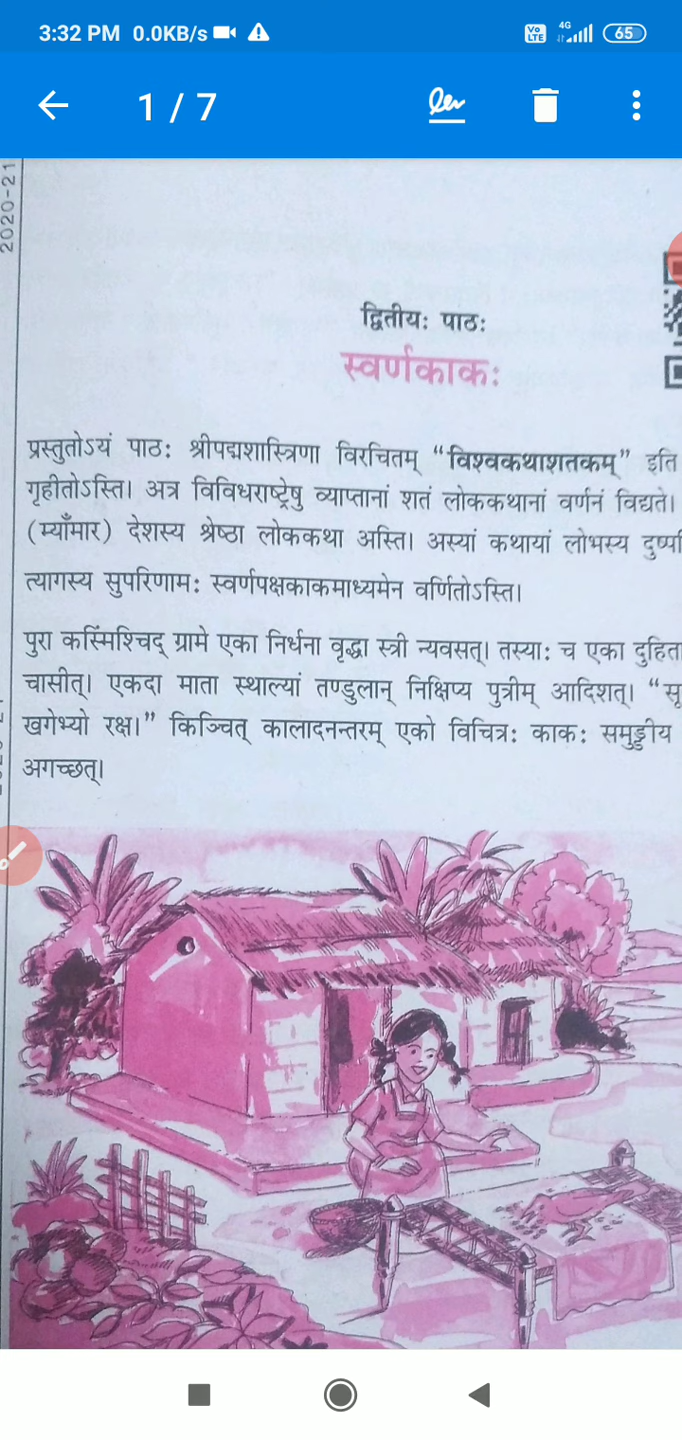 3:32 PM 0.0KB/s
Vo LTE 4G 65
1 / 7
2020-21
द्वितीयः पाठः
स्वर्णकाकः
प्रस्तुतोऽयं पाठः श्रीपद्मशास्त्रिणा विरचितम् “विश्वकथाशतकम्” इति
गृहीतोऽस्ति। अत्र विविधराष्ट्रेषु व्याप्तानां शतं लोककथानां वर्णनं विद्यते।
(म्याँमार) देशस्य श्रेष्ठा लोककथा अस्ति। अस्यां कथायां लोभस्य
त्यागस्य सुपरिणामः स्वर्णपक्षकाकमाध्यमेन वर्णितोऽस्ति।
पुरा कस्मिंश्चिद् ग्रामे एका निर्धना वृद्धा स्त्री न्यवसत्। तस्याः च एका दुहिता
चासीत्। एकदा माता स्थाल्यां तण्डुलान् निक्षिप्य पुत्रीम् आदिशत्। “सू
खगेभ्यो रक्ष।” किञ्चित् कालादनन्तरम् एको विचित्रः काकः समुड्डीय
अगच्छत्।